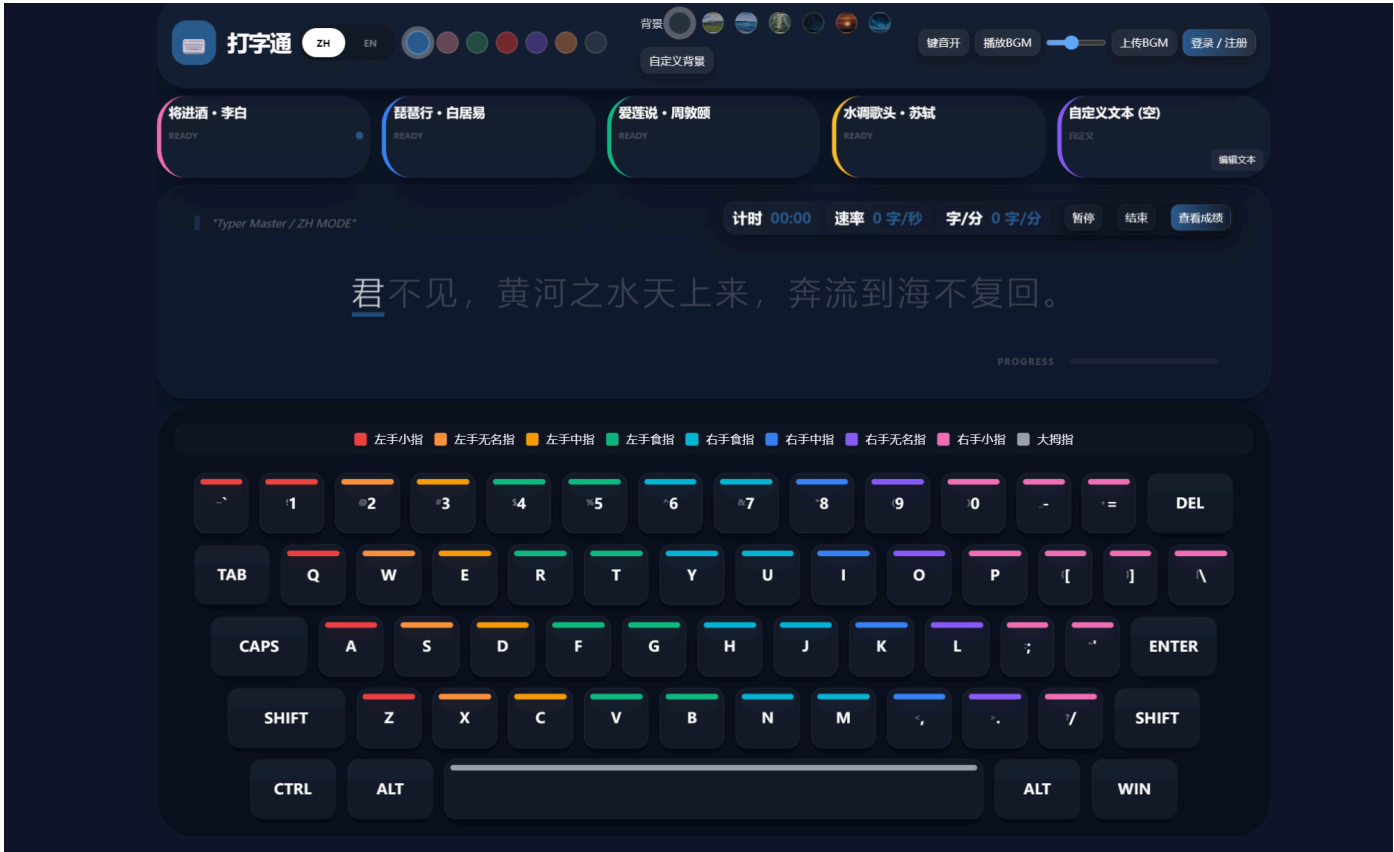 打字通 ZH EN 背景 键音开 播放BGM 上传BGM 登录 / 注册
自定义背景
将进酒・李白 琵琶行・白居易 爱莲说・周敦颐 水调歌头・苏轼 自定义文本 (空)
READY READY READY READY 自定义
编辑文本
"Typer Master / ZH MODE" 计时 00:00 速率 0 字/秒 字/分 0 字/分 暂停 结束 查看成绩
君不见，黄河之水天上来，奔流到海不复回。
PROGRESS
左手小指 左手无名指 左手中指 左手食指 右手食指 右手中指 右手无名指 右手小指 大拇指
~` !1 @2 #3 $4 %5 ^6 &7 *8 (9 )0 _- += DEL
TAB Q W E R T Y U I O P [ ] |\
CAPS A S D F G H J K L ; ' ENTER
SHIFT Z X C V B N M <, >. ?/ SHIFT
CTRL ALT ALT WIN